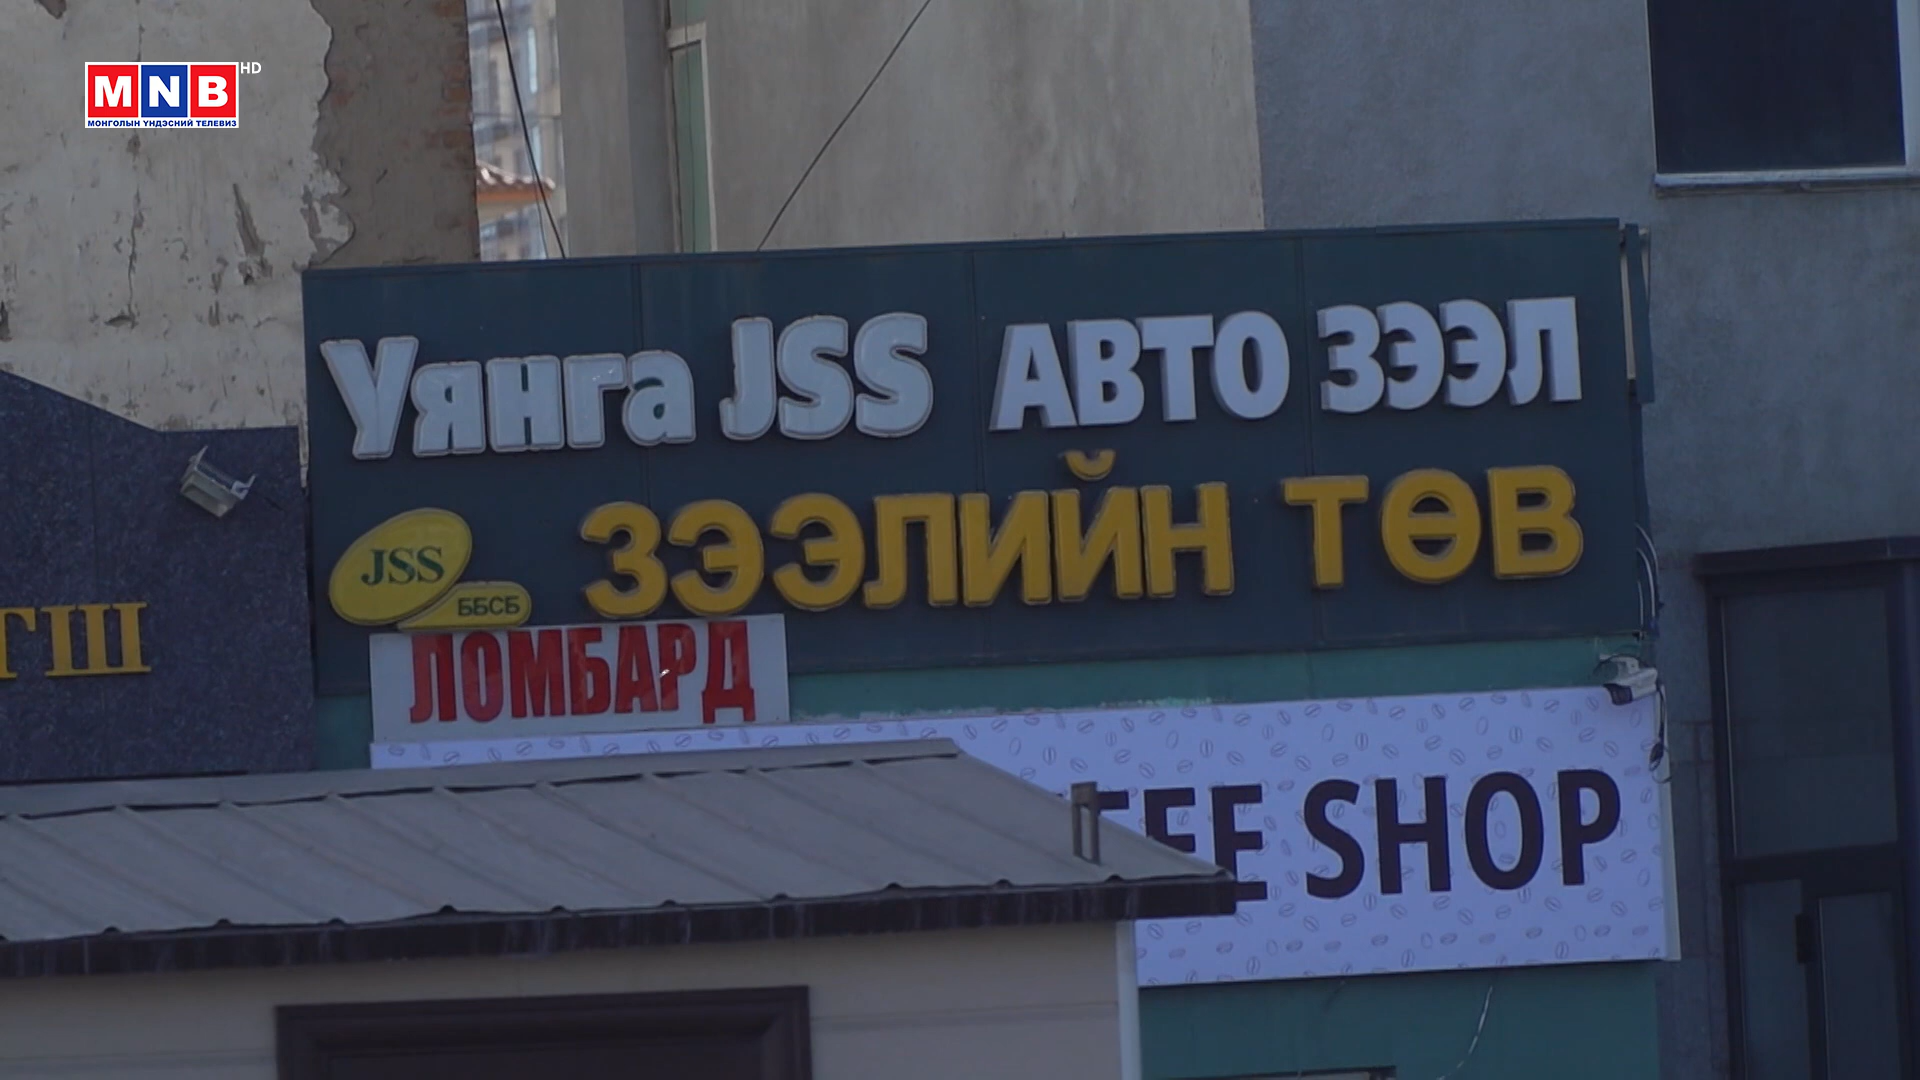 MNB HD
МОНГОЛЫН ҮНДЭСНИЙ ТЕЛЕВИЗ
Уянга JSS АВТО ЗЭЭЛ
JSS
ББСБ
ЗЭЭЛИЙН ТӨВ
ЛОМБАРД
SHOP